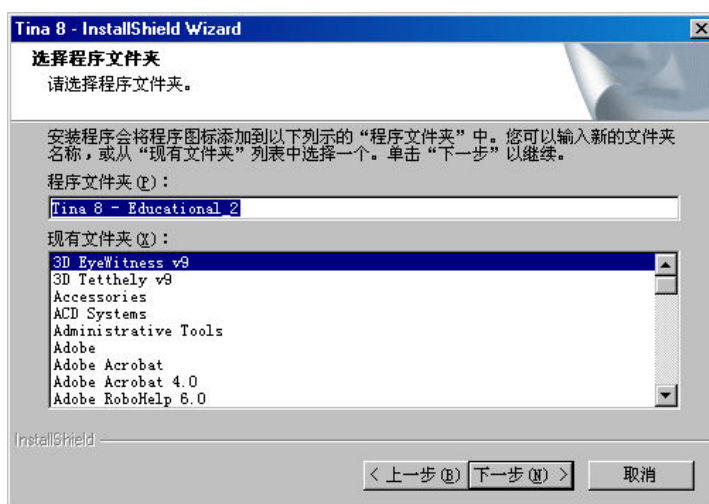 Tina 8 - InstallShield Wizard
选择程序文件夹
请选择程序文件夹。
安装程序会将程序图标添加到以下列示的“程序文件夹”中。您可以输入新的文件夹
名称，或从“现有文件夹”列表中选择一个。单击“下一步”以继续。
程序文件夹(P)：
Tina 8 - Educational_2
现有文件夹(X)：
3D EyeWitness v9
3D Tetthely v9
Accessories
ACD Systems
Administrative Tools
Adobe
Adobe Acrobat
Adobe Acrobat 4.0
Adobe RoboHelp 6.0
InstallShield
< 上一步(B) 下一步(N) > 取消